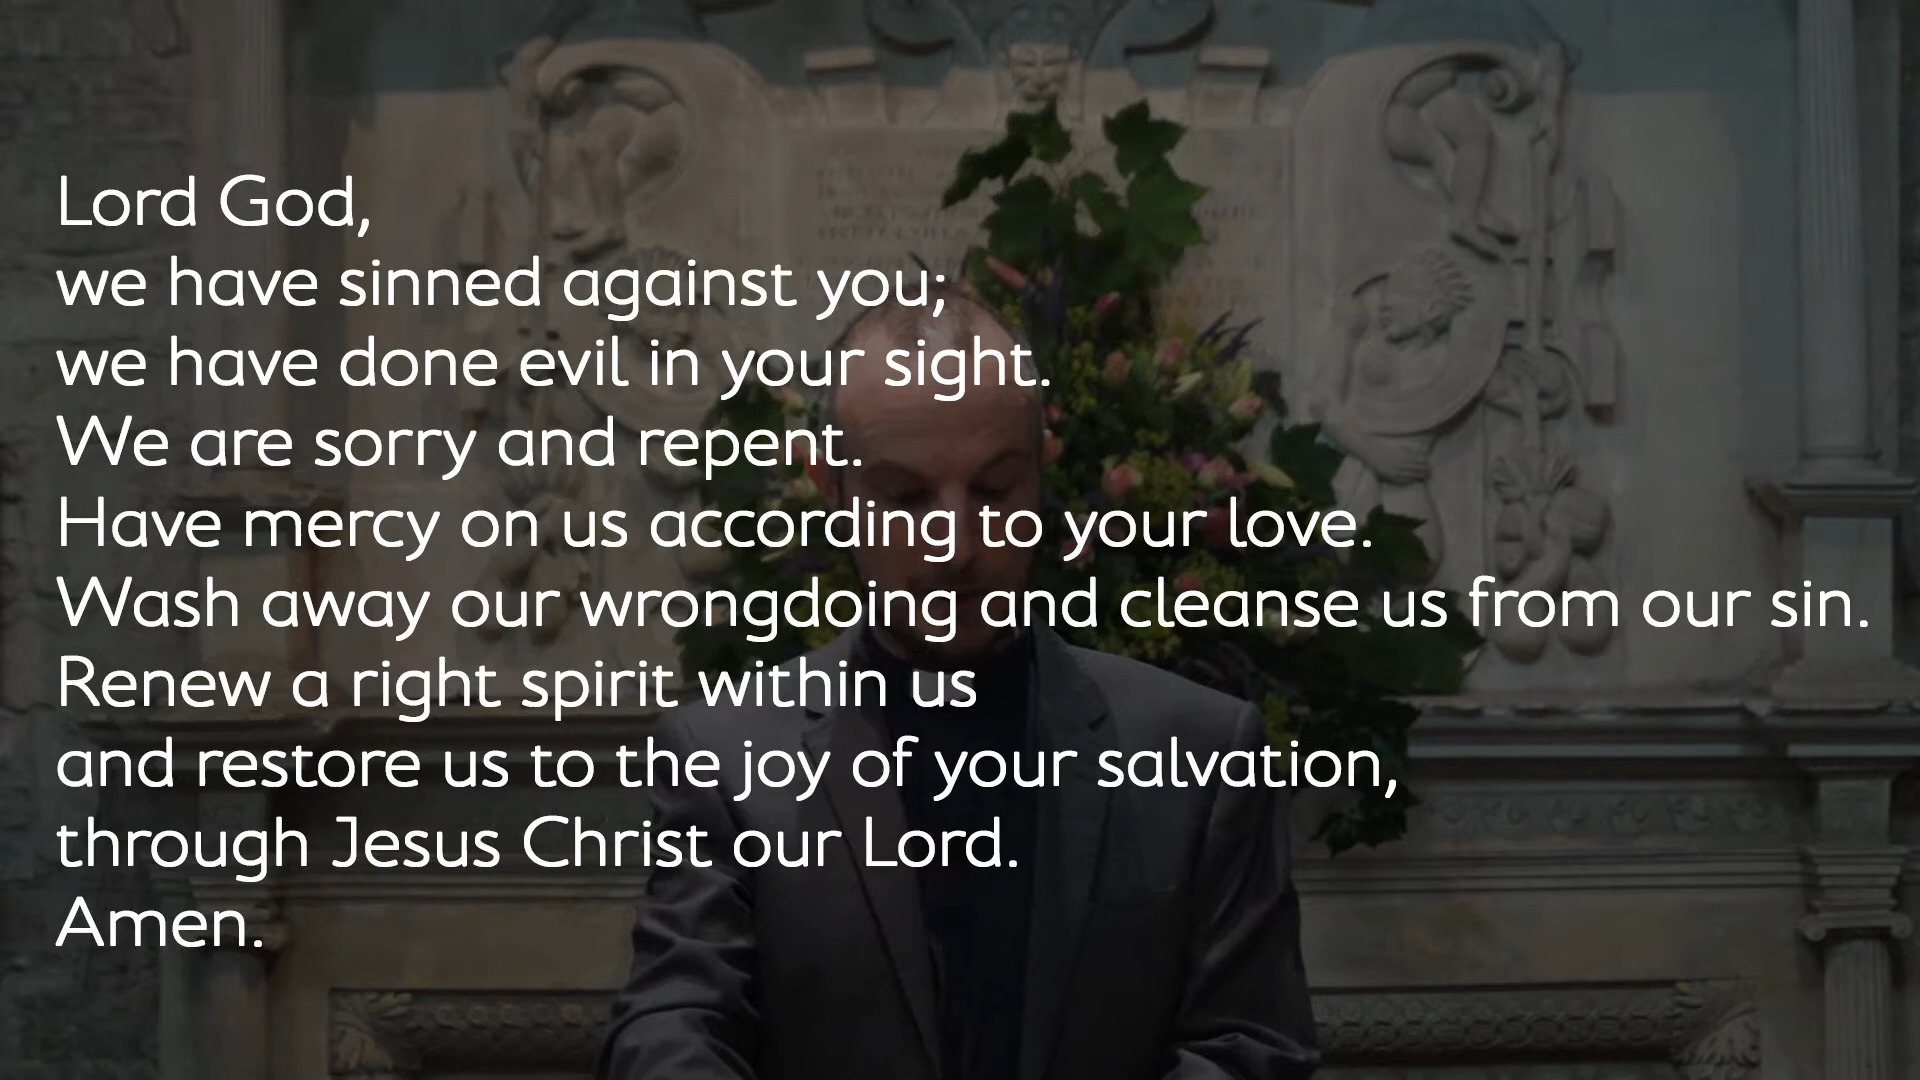 Lord God,
we have sinned against you;
we have done evil in your sight.
We are sorry and repent.
Have mercy on us according to your love.
Wash away our wrongdoing and cleanse us from our sin.
Renew a right spirit within us
and restore us to the joy of your salvation,
through Jesus Christ our Lord.
Amen.